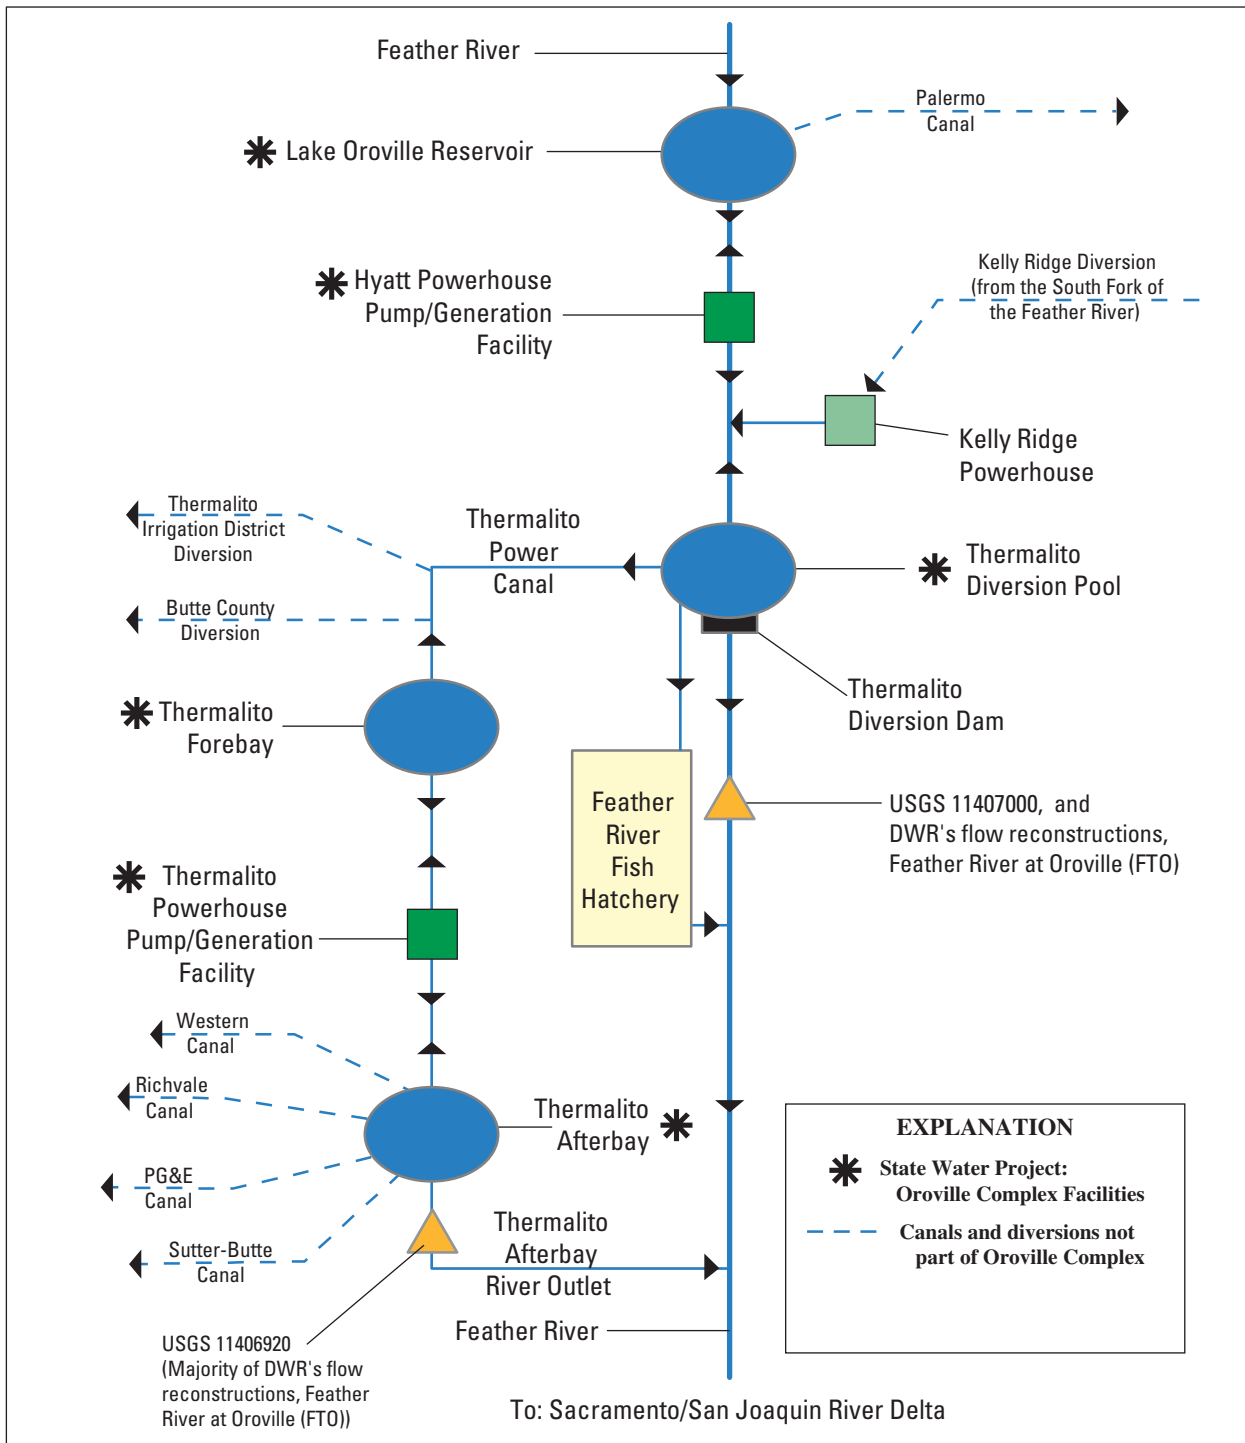 Feather River
Palermo
Canal
Lake Oroville Reservoir
Hyatt Powerhouse
Pump/Generation
Facility
Kelly Ridge Diversion
(from the South Fork of
the Feather River)
Kelly Ridge
Powerhouse
Thermalito
Irrigation District
Diversion
Thermalito
Power
Canal
Thermalito
Diversion Pool
Butte County
Diversion
Thermalito
Diversion Dam
Thermalito
Forebay
Feather
River
Fish
Hatchery
USGS 11407000, and
DWR's flow reconstructions,
Feather River at Oroville (FTO)
Thermalito
Powerhouse
Pump/Generation
Facility
Western
Canal
Richvale
Canal
Thermalito
Afterbay
PG&E
Canal
Sutter-Butte
Canal
Thermalito
Afterbay
River Outlet
EXPLANATION
State Water Project:
Oroville Complex Facilities
Canals and diversions not
part of Oroville Complex
USGS 11406920
(Majority of DWR's flow
reconstructions, Feather
River at Oroville (FTO))
Feather River
To: Sacramento/San Joaquin River Delta